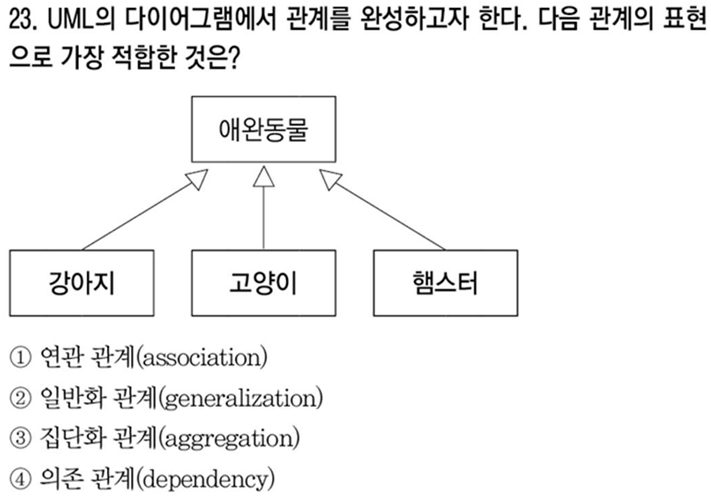 23. UML의 다이어그램에서 관계를 완성하고자 한다. 다음 관계의 표현
으로 가장 적합한 것은?
애완동물
강아지
고양이
햄스터
① 연관 관계(association)
② 일반화 관계(generalization)
③ 집단화 관계(aggregation)
④ 의존 관계(dependency)